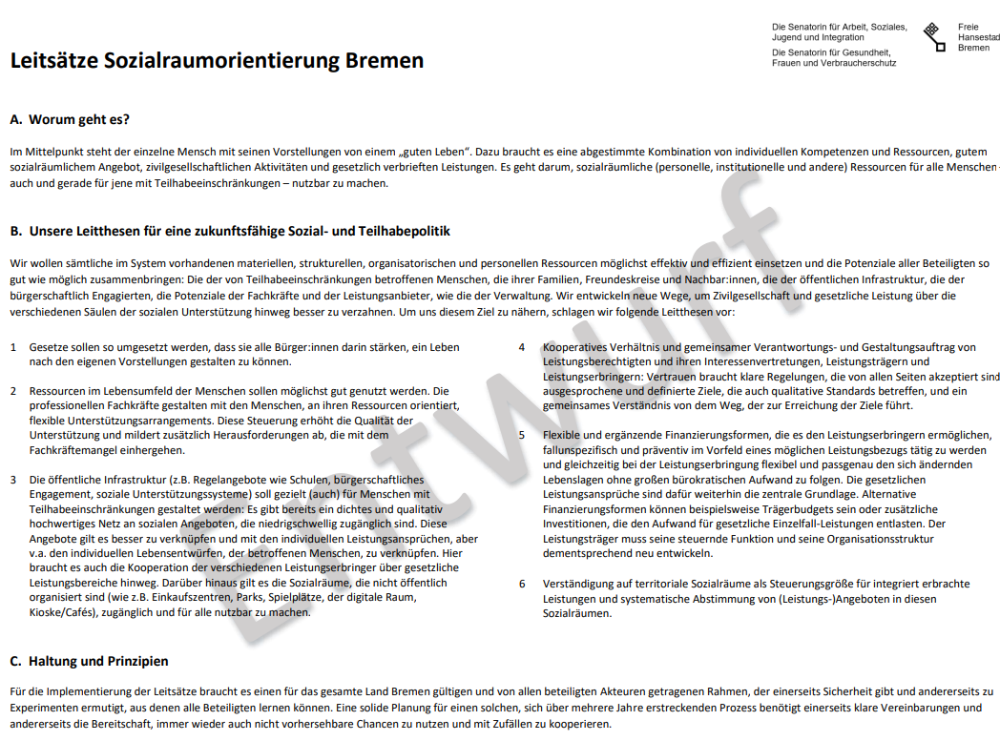 Die Senatorin für Arbeit, Soziales,
Jugend und Integration
Die Senatorin für Gesundheit,
Frauen und Verbraucherschutz
Freie
Hansestad
Bremen
Leitsätze Sozialraumorientierung Bremen
A. Worum geht es?
Im Mittelpunkt steht der einzelne Mensch mit seinen Vorstellungen von einem „guten Leben“. Dazu braucht es eine abgestimmte Kombination von individuellen Kompetenzen und Ressourcen, gutem
sozialräumlichem Angebot, zivilgesellschaftlichen Aktivitäten und gesetzlich verbrieften Leistungen. Es geht darum, sozialräumliche (personelle, institutionelle und andere) Ressourcen für alle Menschen -
auch und gerade für jene mit Teilhabeeinschränkungen – nutzbar zu machen.
B. Unsere Leitthesen für eine zukunftsfähige Sozial- und Teilhabepolitik
Wir wollen sämtliche im System vorhandenen materiellen, strukturellen, organisatorischen und personellen Ressourcen möglichst effektiv und effizient einsetzen und die Potenziale aller Beteiligten so
gut wie möglich zusammenbringen: Die der von Teilhabeeinschränkungen betroffenen Menschen, die ihrer Familien, Freundeskreise und Nachbar:innen, die der öffentlichen Infrastruktur, die der
bürgerschaftlich Engagierten, die Potenziale der Fachkräfte und der Leistungsanbieter, wie die der Verwaltung. Wir entwickeln neue Wege, um Zivilgesellschaft und gesetzliche Leistung über die
verschiedenen Säulen der sozialen Unterstützung hinweg besser zu verzahnen. Um uns diesem Ziel zu nähern, schlagen wir folgende Leitthesen vor:
1 Gesetze sollen so umgesetzt werden, dass sie alle Bürger:innen darin stärken, ein Leben
nach den eigenen Vorstellungen gestalten zu können.
2 Ressourcen im Lebensumfeld der Menschen sollen möglichst gut genutzt werden. Die
professionellen Fachkräfte gestalten mit den Menschen, an ihren Ressourcen orientiert,
flexible Unterstützungsarrangements. Diese Steuerung erhöht die Qualität der
Unterstützung und mildert zusätzlich Herausforderungen ab, die mit dem
Fachkräftemangel einhergehen.
3 Die öffentliche Infrastruktur (z.B. Regelangebote wie Schulen, bürgerschaftliches
Engagement, soziale Unterstützungssysteme) soll gezielt (auch) für Menschen mit
Teilhabeeinschränkungen gestaltet werden: Es gibt bereits ein dichtes und qualitativ
hochwertiges Netz an sozialen Angeboten, die niedrigschwellig zugänglich sind. Diese
Angebote gilt es besser zu verknüpfen und mit den individuellen Leistungsansprüchen, aber
v.a. den individuellen Lebensentwürfen, der betroffenen Menschen, zu verknüpfen. Hier
braucht es auch die Kooperation der verschiedenen Leistungserbringer über gesetzliche
Leistungsbereiche hinweg. Darüber hinaus gilt es die Sozialräume, die nicht öffentlich
organisiert sind (wie z.B. Einkaufszentren, Parks, Spielplätze, der digitale Raum,
Kioske/Cafés), zugänglich und für alle nutzbar zu machen.
4 Kooperatives Verhältnis und gemeinsamer Verantwortungs- und Gestaltungsauftrag von
Leistungsberechtigten und ihren Interessenvertretungen, Leistungsträgern und
Leistungserbringern: Vertrauen braucht klare Regelungen, die von allen Seiten akzeptiert sind,
ausgesprochene und definierte Ziele, die auch qualitative Standards betreffen, und ein
gemeinsames Verständnis von dem Weg, der zur Erreichung der Ziele führt.
5 Flexible und ergänzende Finanzierungsformen, die es den Leistungserbringern ermöglichen,
fallunspezifisch und präventiv im Vorfeld eines möglichen Leistungsbezugs tätig zu werden
und gleichzeitig bei der Leistungserbringung flexibel und passgenau den sich ändernden
Lebenslagen ohne großen bürokratischen Aufwand zu folgen. Die gesetzlichen
Leistungsansprüche sind dafür weiterhin die zentrale Grundlage. Alternative
Finanzierungsformen können beispielsweise Trägerbudgets sein oder zusätzliche
Investitionen, die den Aufwand für gesetzliche Einzelfall-Leistungen entlasten. Der
Leistungsträger muss seine steuernde Funktion und seine Organisationsstruktur
dementsprechend neu entwickeln.
6 Verständigung auf territoriale Sozialräume als Steuerungsgröße für integriert erbrachte
Leistungen und systematische Abstimmung von (Leistungs-)Angeboten in diesen
Sozialräumen.
Entwurf
C. Haltung und Prinzipien
Für die Implementierung der Leitsätze braucht es einen für das gesamte Land Bremen gültigen und von allen beteiligten Akteuren getragenen Rahmen, der einerseits Sicherheit gibt und andererseits zu
Experimenten ermutigt, aus denen alle Beteiligten lernen können. Eine solide Planung für einen solchen, sich über mehrere Jahre erstreckenden Prozess benötigt einerseits klare Vereinbarungen und
andererseits die Bereitschaft, immer wieder auch nicht vorhersehbare Chancen zu nutzen und mit Zufällen zu kooperieren.